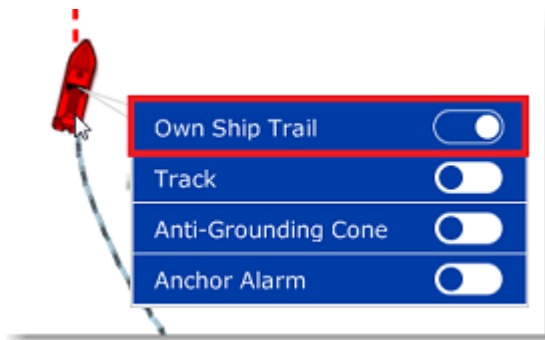 Own Ship Trail
Track
Anti-Grounding Cone
Anchor Alarm